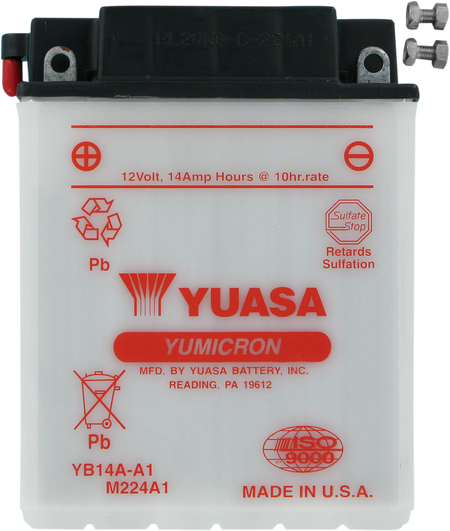 12Volt, 14Amp Hours @ 10hr.rate
Sulfate
Stop
Retards
Sulfation
Pb
YUASA
YUMICRON
MFD. BY YUASA BATTERY, INC.
READING, PA 19612
Pb
ISO
9000
YB14A-A1
M224A1
MADE IN U.S.A.